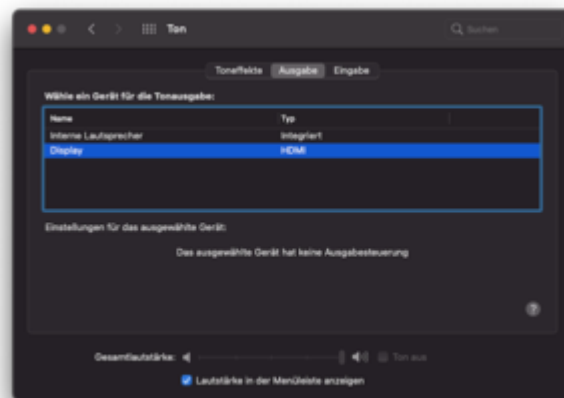 Ton
Suchen
Toneffekte Ausgabe Eingabe
Wähle ein Gerät für die Tonausgabe:
Name Typ
Interne Lautsprecher Integriert
Display HDMI
Einstellungen für das ausgewählte Gerät:
Das ausgewählte Gerät hat keine Ausgabesteuerung
?
Gesamtlautstärke: Ton aus
Lautstärke in der Menüleiste anzeigen